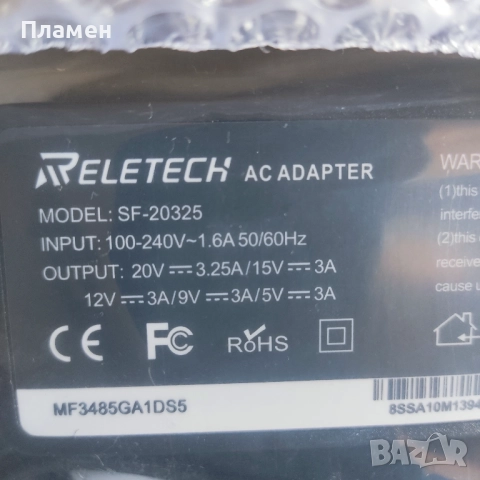 Пламен
RELETECH AC ADAPTER
MODEL: SF-20325
INPUT: 100-240V~1.6A 50/60Hz
OUTPUT: 20V⎓3.25A/15V⎓3A
12V⎓3A/9V⎓3A/5V⎓3A
CE FC RoHS
MF3485GA1DS5
8SSA10M1394
WAR
(1)this
interfe
(2)this
receive
cause u
BAZAR